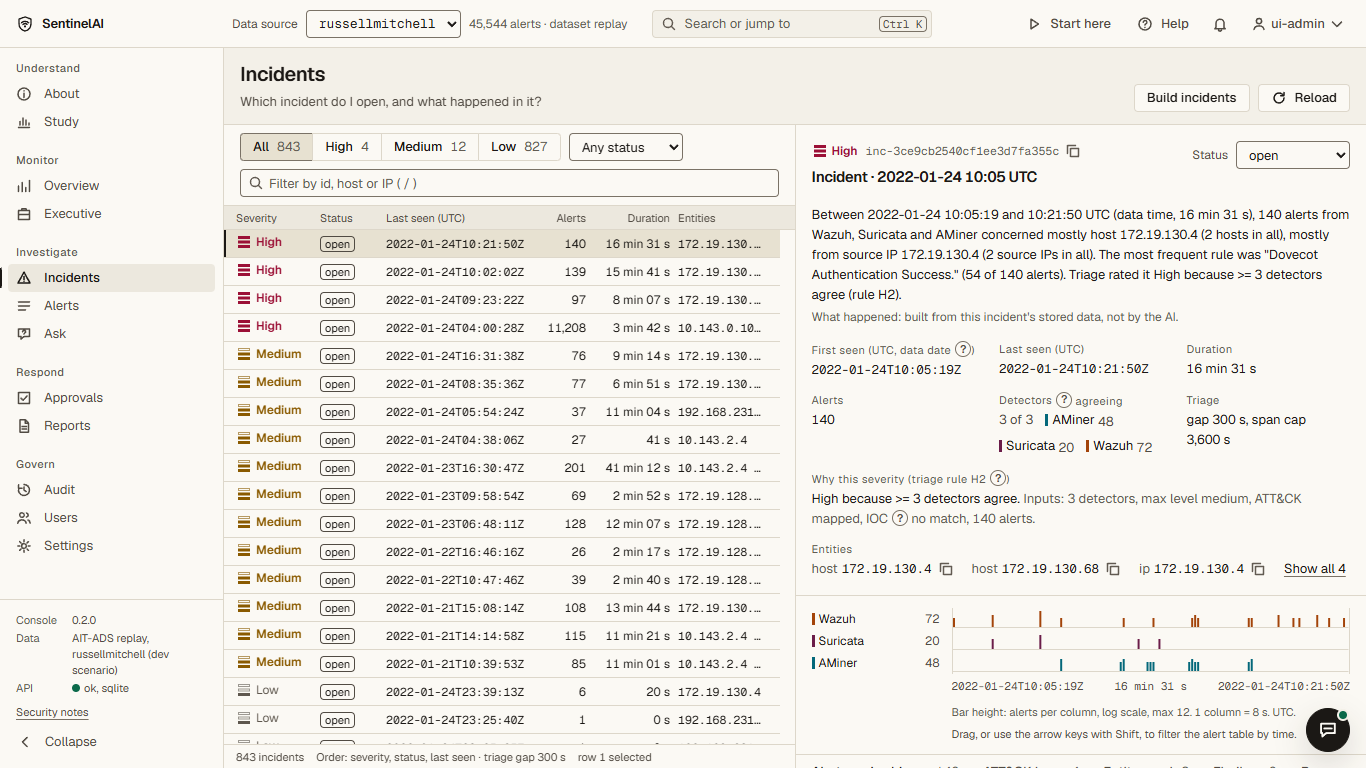 SentinelAI
Data source russellmitchell 45,544 alerts · dataset replay Search or jump to Ctrl K Start here Help ui-admin
Understand
About
Study
Monitor
Overview
Executive
Investigate
Incidents
Alerts
Ask
Respond
Approvals
Reports
Govern
Audit
Users
Settings
Console 0.2.0
Data AIT-ADS replay,
russellmitchell (dev
scenario)
API ok, sqlite
Security notes
Collapse
Incidents
Which incident do I open, and what happened in it?
Build incidents Reload
All 843 High 4 Medium 12 Low 827 Any status
Filter by id, host or IP ( / )
Severity Status Last seen (UTC) Alerts Duration Entities
High open 2022-01-24T10:21:50Z 140 16 min 31 s 172.19.130.…
High open 2022-01-24T10:02:02Z 139 15 min 41 s 172.19.130.…
High open 2022-01-24T09:23:22Z 97 8 min 07 s 172.19.130.…
High open 2022-01-24T04:00:28Z 11,208 3 min 42 s 10.143.0.10…
Medium open 2022-01-24T16:31:38Z 76 9 min 14 s 172.19.130.…
Medium open 2022-01-24T08:35:36Z 77 6 min 51 s 172.19.130.…
Medium open 2022-01-24T05:54:24Z 37 11 min 04 s 192.168.231…
Medium open 2022-01-24T04:38:06Z 27 41 s 10.143.2.4
Medium open 2022-01-23T16:30:47Z 201 41 min 12 s 10.143.2.4 …
Medium open 2022-01-23T09:58:54Z 69 2 min 52 s 172.19.128.…
Medium open 2022-01-23T06:48:11Z 128 12 min 07 s 172.19.128.…
Medium open 2022-01-22T16:46:16Z 26 2 min 17 s 172.19.128.…
Medium open 2022-01-22T10:47:46Z 39 2 min 40 s 172.19.128.…
Medium open 2022-01-21T15:08:14Z 108 13 min 44 s 172.19.130.…
Medium open 2022-01-21T14:14:58Z 115 11 min 21 s 10.143.2.4 …
Medium open 2022-01-21T10:39:53Z 85 11 min 01 s 10.143.2.4 …
Low open 2022-01-24T23:39:13Z 6 20 s 172.19.130.4
Low open 2022-01-24T23:25:40Z 1 0 s 192.168.231…
843 incidents Order: severity, status, last seen · triage gap 300 s row 1 selected
High inc-3ce9cb2540cf1ee3d7fa355c Status open
Incident · 2022-01-24 10:05 UTC
Between 2022-01-24 10:05:19 and 10:21:50 UTC (data time, 16 min 31 s), 140 alerts from
Wazuh, Suricata and AMiner concerned mostly host 172.19.130.4 (2 hosts in all), mostly
from source IP 172.19.130.4 (2 source IPs in all). The most frequent rule was "Dovecot
Authentication Success." (54 of 140 alerts). Triage rated it High because >= 3 detectors
agree (rule H2).
What happened: built from this incident's stored data, not by the AI.
First seen (UTC, data date ?) Last seen (UTC) Duration
2022-01-24T10:05:19Z 2022-01-24T10:21:50Z 16 min 31 s
Alerts Detectors ? agreeing Triage
140 3 of 3 AMiner 48 gap 300 s, span cap
Suricata 20 Wazuh 72 3,600 s
Why this severity (triage rule H2 ?)
High because >= 3 detectors agree. Inputs: 3 detectors, max level medium, ATT&CK
mapped, IOC ? no match, 140 alerts.
Entities
host 172.19.130.4 host 172.19.130.68 ip 172.19.130.4 Show all 4
Wazuh 72
Suricata 20
AMiner 48
2022-01-24T10:05:19Z 16 min 31 s 2022-01-24T10:21:50Z
Bar height: alerts per column, log scale, max 12. 1 column = 8 s. UTC.
Drag, or use the arrow keys with Shift, to filter the alert table by time.